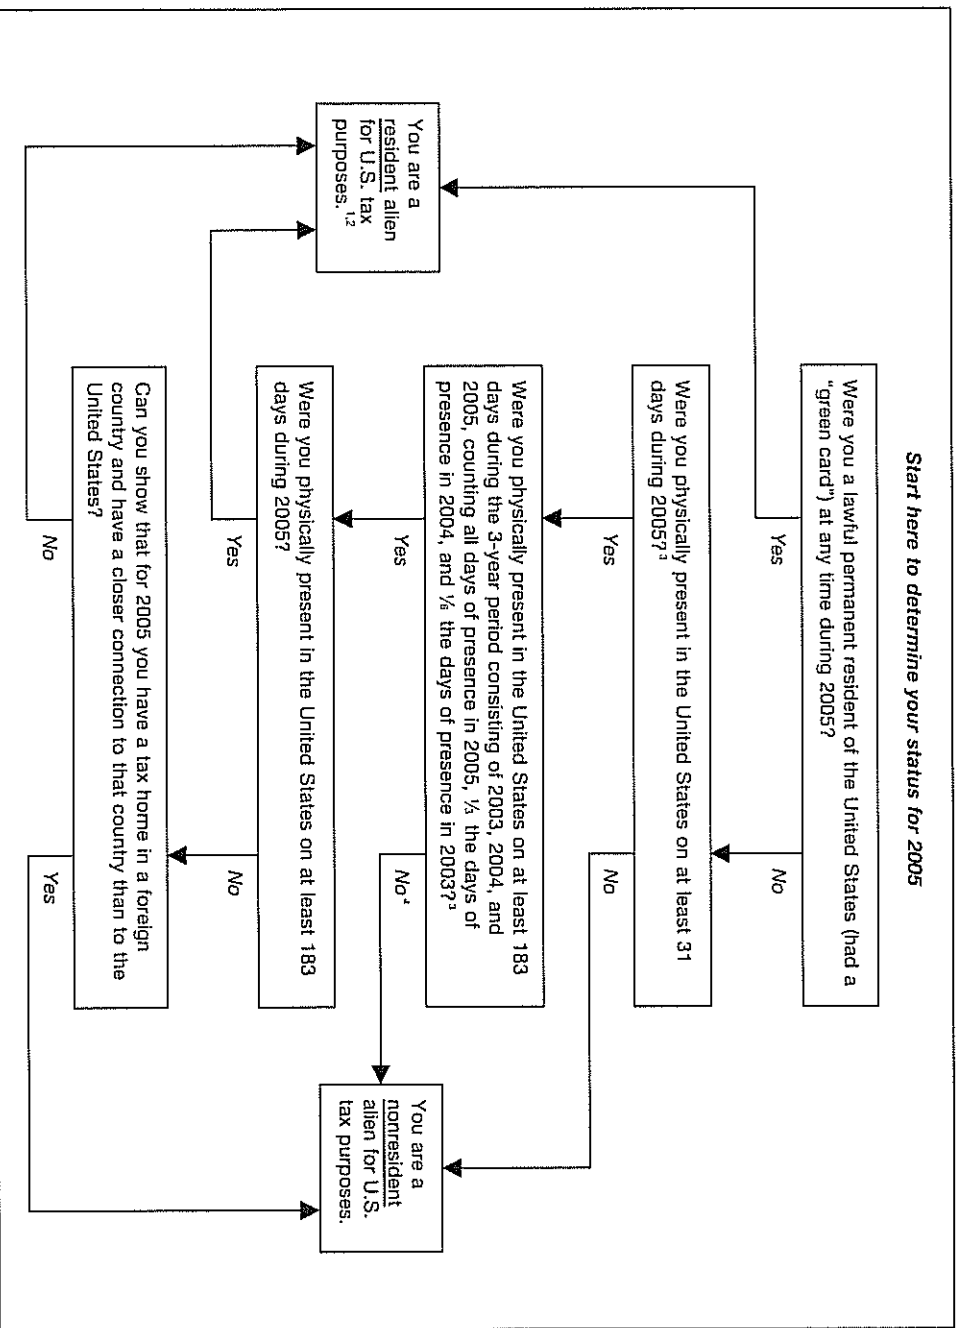 Start here to determine your status for 2005
Were you a lawful permanent resident of the United States (had a
“green card”) at any time during 2005?
Yes
No
Were you physically present in the United States on at least 31
days during 2005?³
Yes
No
Were you physically present in the United States on at least 183
days during the 3-year period consisting of 2003, 2004, and
2005, counting all days of presence in 2005, ⅓ the days of
presence in 2004, and ⅙ the days of presence in 2003?³
Yes
No⁴
Were you physically present in the United States on at least 183
days during 2005?
Yes
No
Can you show that for 2005 you have a tax home in a foreign
country and have a closer connection to that country than to the
United States?
No
Yes
You are a
resident alien
for U.S. tax
purposes.¹,²
You are a
nonresident
alien for U.S.
tax purposes.